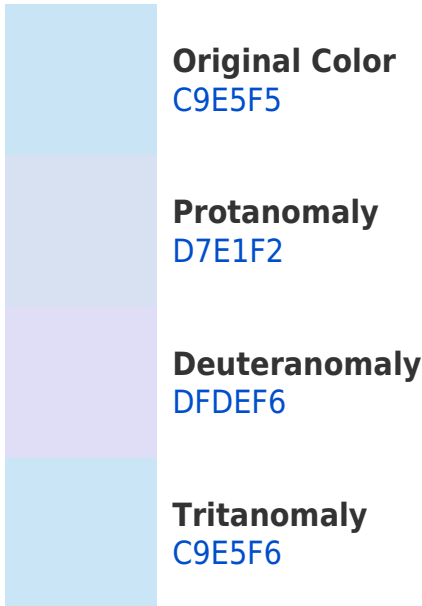 Original Color
C9E5F5
Protanomaly
D7E1F2
Deuteranomaly
DFDEF6
Tritanomaly
C9E5F6